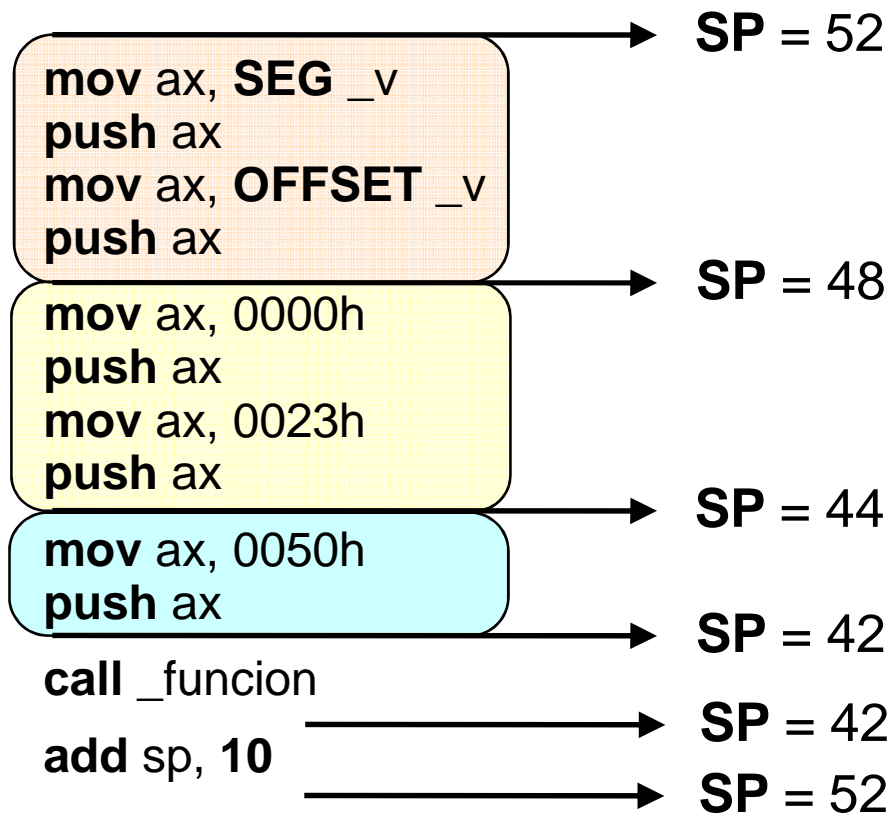 SP = 52
mov ax, SEG _v
push ax
mov ax, OFFSET _v
push ax
SP = 48
mov ax, 0000h
push ax
mov ax, 0023h
push ax
SP = 44
mov ax, 0050h
push ax
SP = 42
call _funcion
SP = 42
add sp, 10
SP = 52